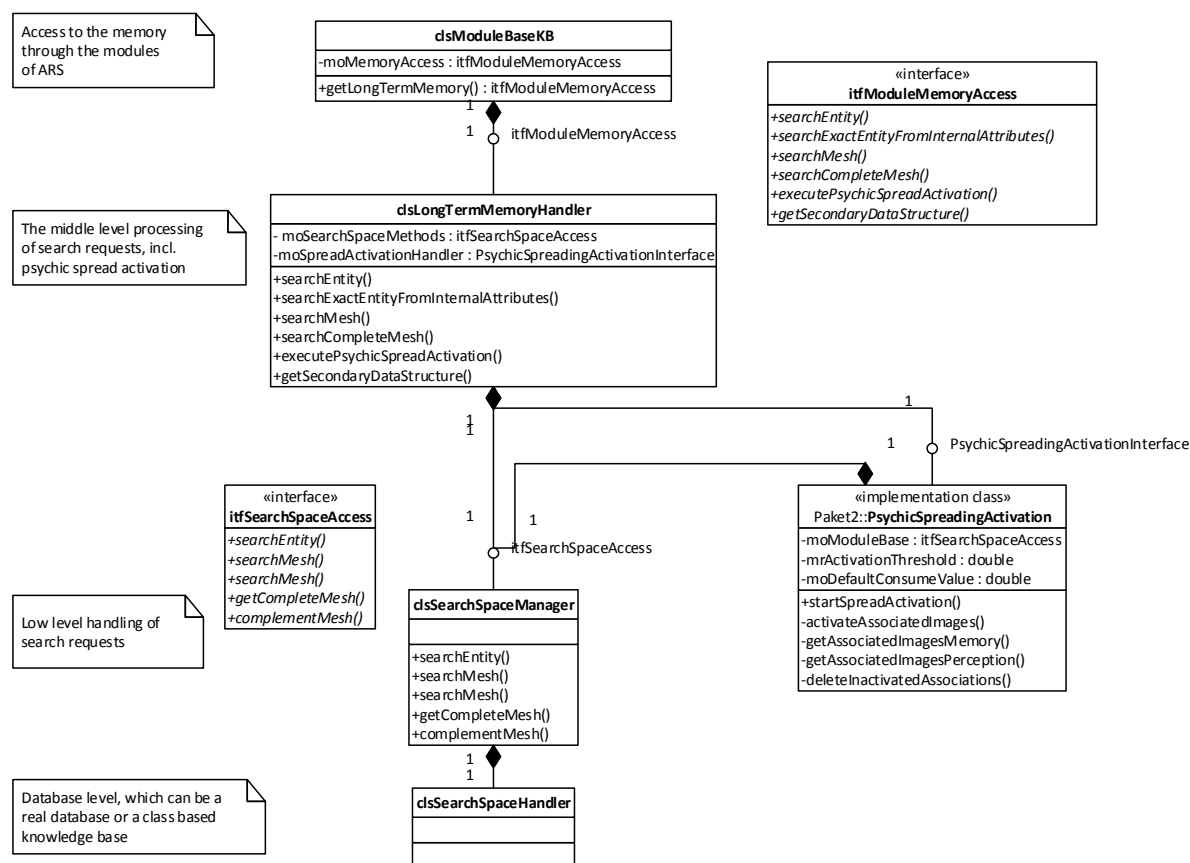 Access to the memory
through the modules
of ARS
clsModuleBaseKB
-moMemoryAccess : itfModuleMemoryAccess
+getLongTermMemory() : itfModuleMemoryAccess
1
1
itfModuleMemoryAccess
«interface»
itfModuleMemoryAccess
+searchEntity()
+searchExactEntityFromInternalAttributes()
+searchMesh()
+searchCompleteMesh()
+executePsychicSpreadActivation()
+getSecondaryDataStructure()
The middle level processing
of search requests, incl.
psychic spread activation
clsLongTermMemoryHandler
- moSearchSpaceMethods : itfSearchSpaceAccess
-moSpreadActivationHandler : PsychicSpreadingActivationInterface
+searchEntity()
+searchExactEntityFromInternalAttributes()
+searchMesh()
+searchCompleteMesh()
+executePsychicSpreadActivation()
+getSecondaryDataStructure()
1
1
1
1
PsychicSpreadingActivationInterface
«interface»
itfSearchSpaceAccess
+searchEntity()
+searchMesh()
+searchMesh()
+getCompleteMesh()
+complementMesh()
1
1
itfSearchSpaceAccess
«implementation class»
Paket2::PsychicSpreadingActivation
-moModuleBase : itfSearchSpaceAccess
-mrActivationThreshold : double
-moDefaultConsumeValue : double
+startSpreadActivation()
-activateAssociatedImages()
-getAssociatedImagesMemory()
-getAssociatedImagesPerception()
-deleteInactivatedAssociations()
Low level handling of
search requests
clsSearchSpaceManager
+searchEntity()
+searchMesh()
+searchMesh()
+getCompleteMesh()
+complementMesh()
1
1
Database level, which can be a
real database or a class based
knowledge base
clsSearchSpaceHandler